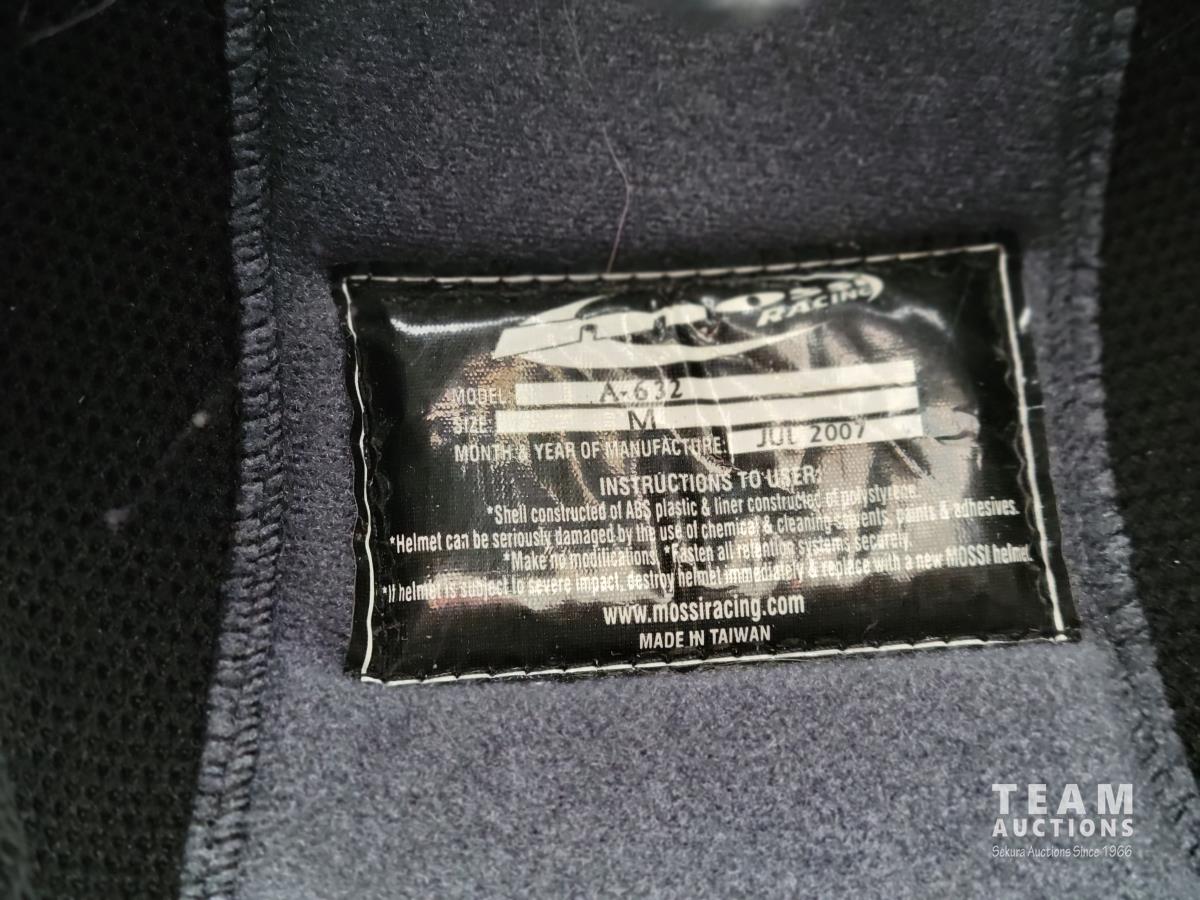 MOSSI
RACING
MODEL: A-632
SIZE: M
MONTH & YEAR OF MANUFACTURE: JUL 2007
INSTRUCTIONS TO USER:
*Shell constructed of ABS plastic & liner constructed of polystyrene.
*Helmet can be seriously damaged by the use of chemical & cleaning solvents, paints & adhesives.
*Make no modifications. *Fasten all retention systems securely.
*If helmet is subject to severe impact, destroy helmet immediately & replace with a new MOSSI helmet.
www.mossiracing.com
MADE IN TAIWAN
TEAM
AUCTIONS
Sekura Auctions Since 1966